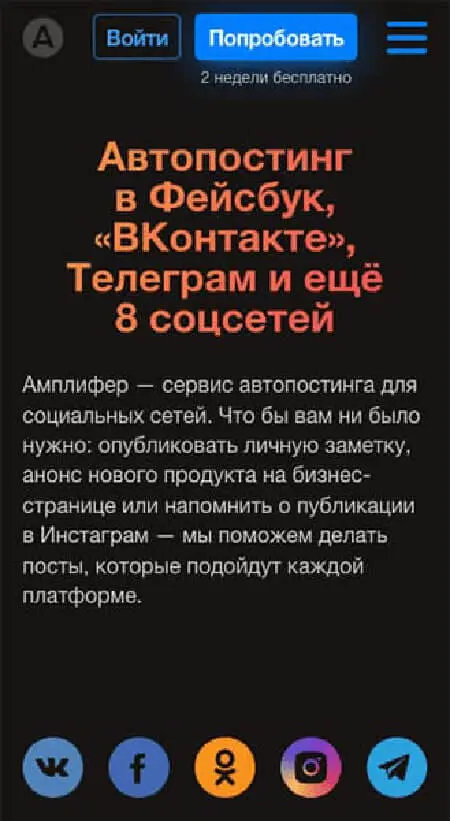 А
Войти
Попробовать
2 недели бесплатно
Автопостинг
в Фейсбук,
«ВКонтакте»,
Телеграм и ещё
8 соцсетей
Амплифер — сервис автопостинга для
социальных сетей. Что бы вам ни было
нужно: опубликовать личную заметку,
анонс нового продукта на бизнес-
странице или напомнить о публикации
в Инстаграм — мы поможем делать
посты, которые подойдут каждой
платформе.